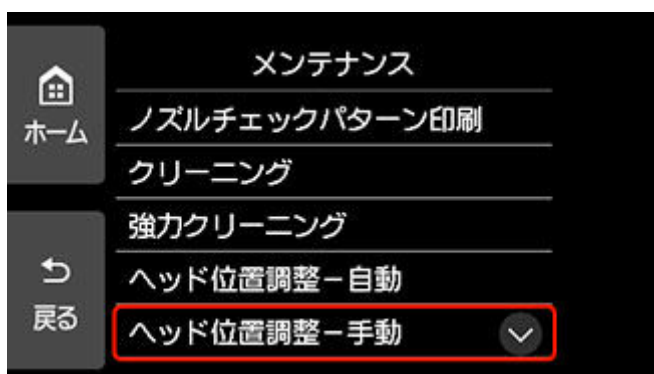 メンテナンス
ホーム
ノズルチェックパターン印刷
クリーニング
強力クリーニング
ヘッド位置調整－自動
戻る
ヘッド位置調整－手動